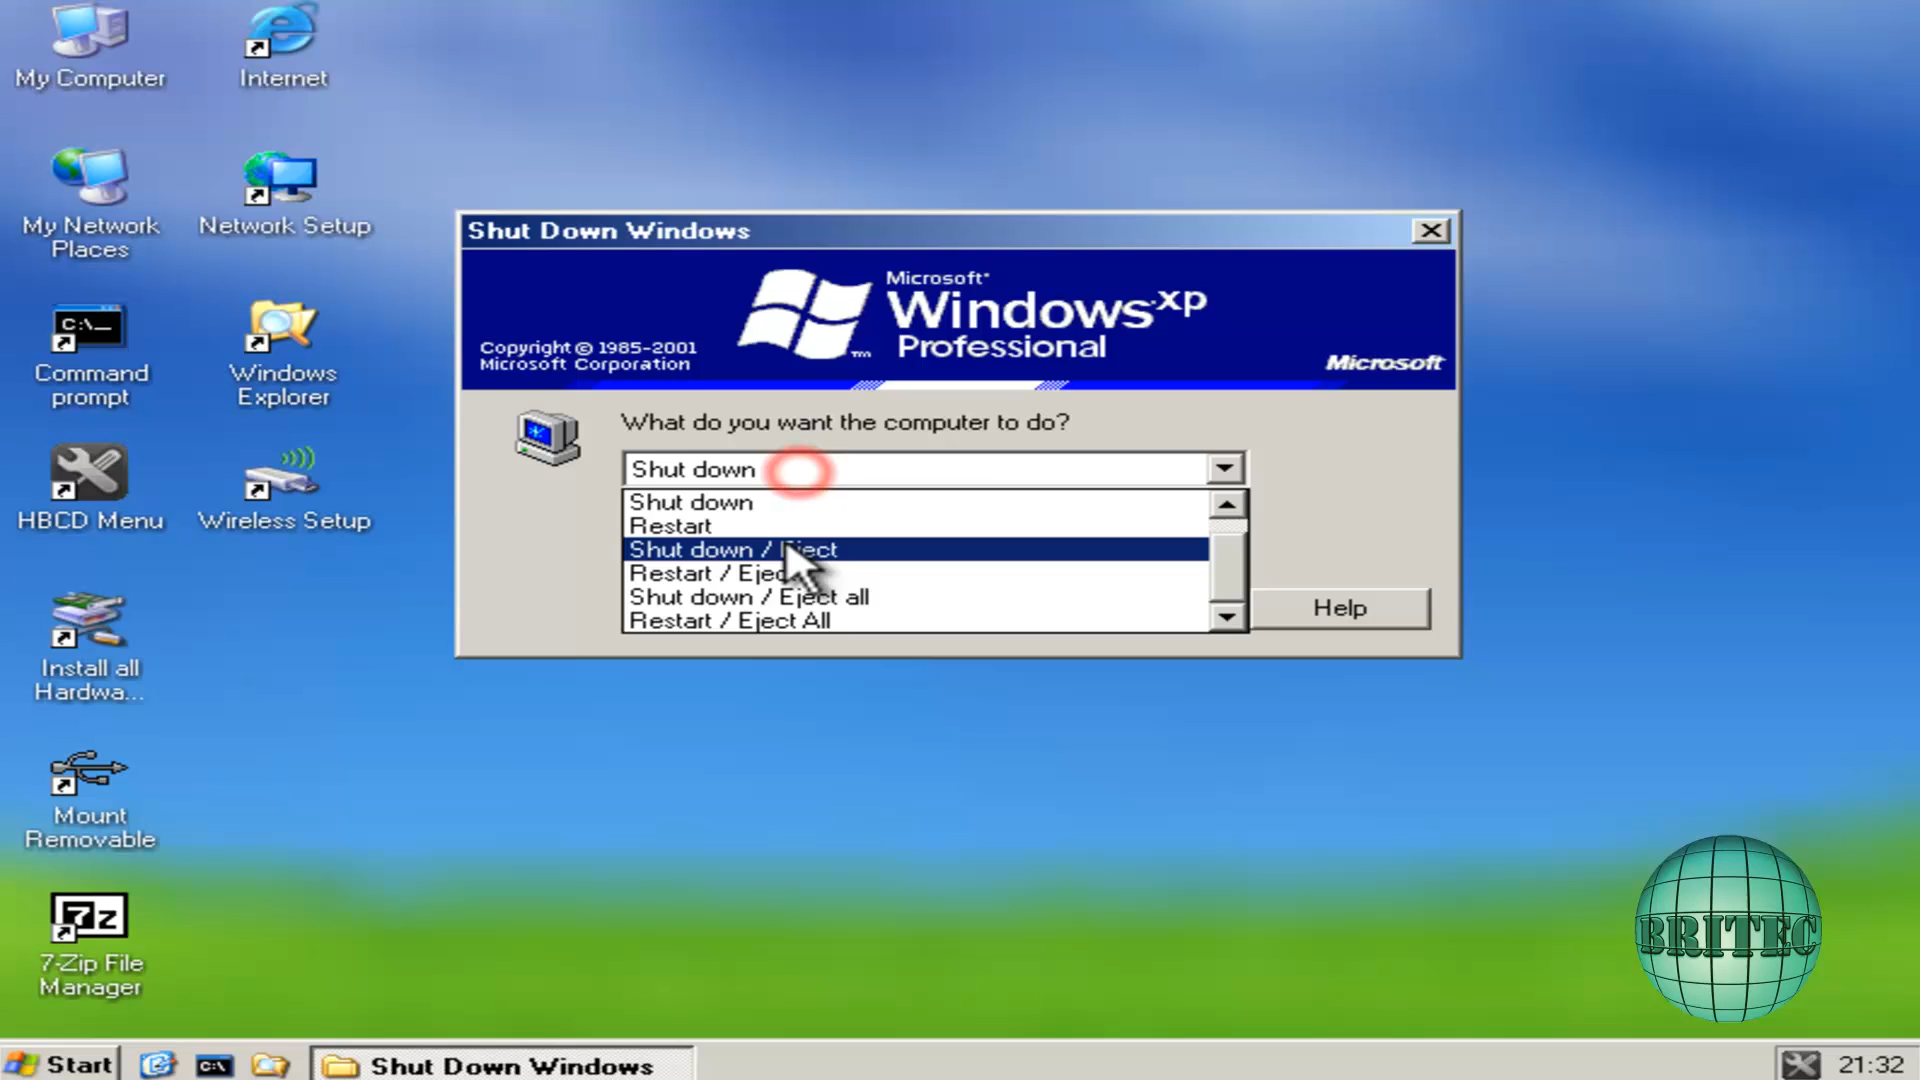 My Computer
Internet
My Network
Places
Network Setup
C:\_
Command
prompt
Windows
Explorer
HBCD Menu
Wireless Setup
Install all
Hardwa...
Mount
Removable
7z
7-Zip File
Manager
Shut Down Windows
Microsoft
Windows xp
Professional
Copyright © 1985-2001
Microsoft Corporation
Microsoft
What do you want the computer to do?
Shut down
Shut down
Restart
Shut down / Eject
Restart / Eject
Shut down / Eject all
Restart / Eject All
Help
BRITEC
Start
C:\
Shut Down Windows
21:32